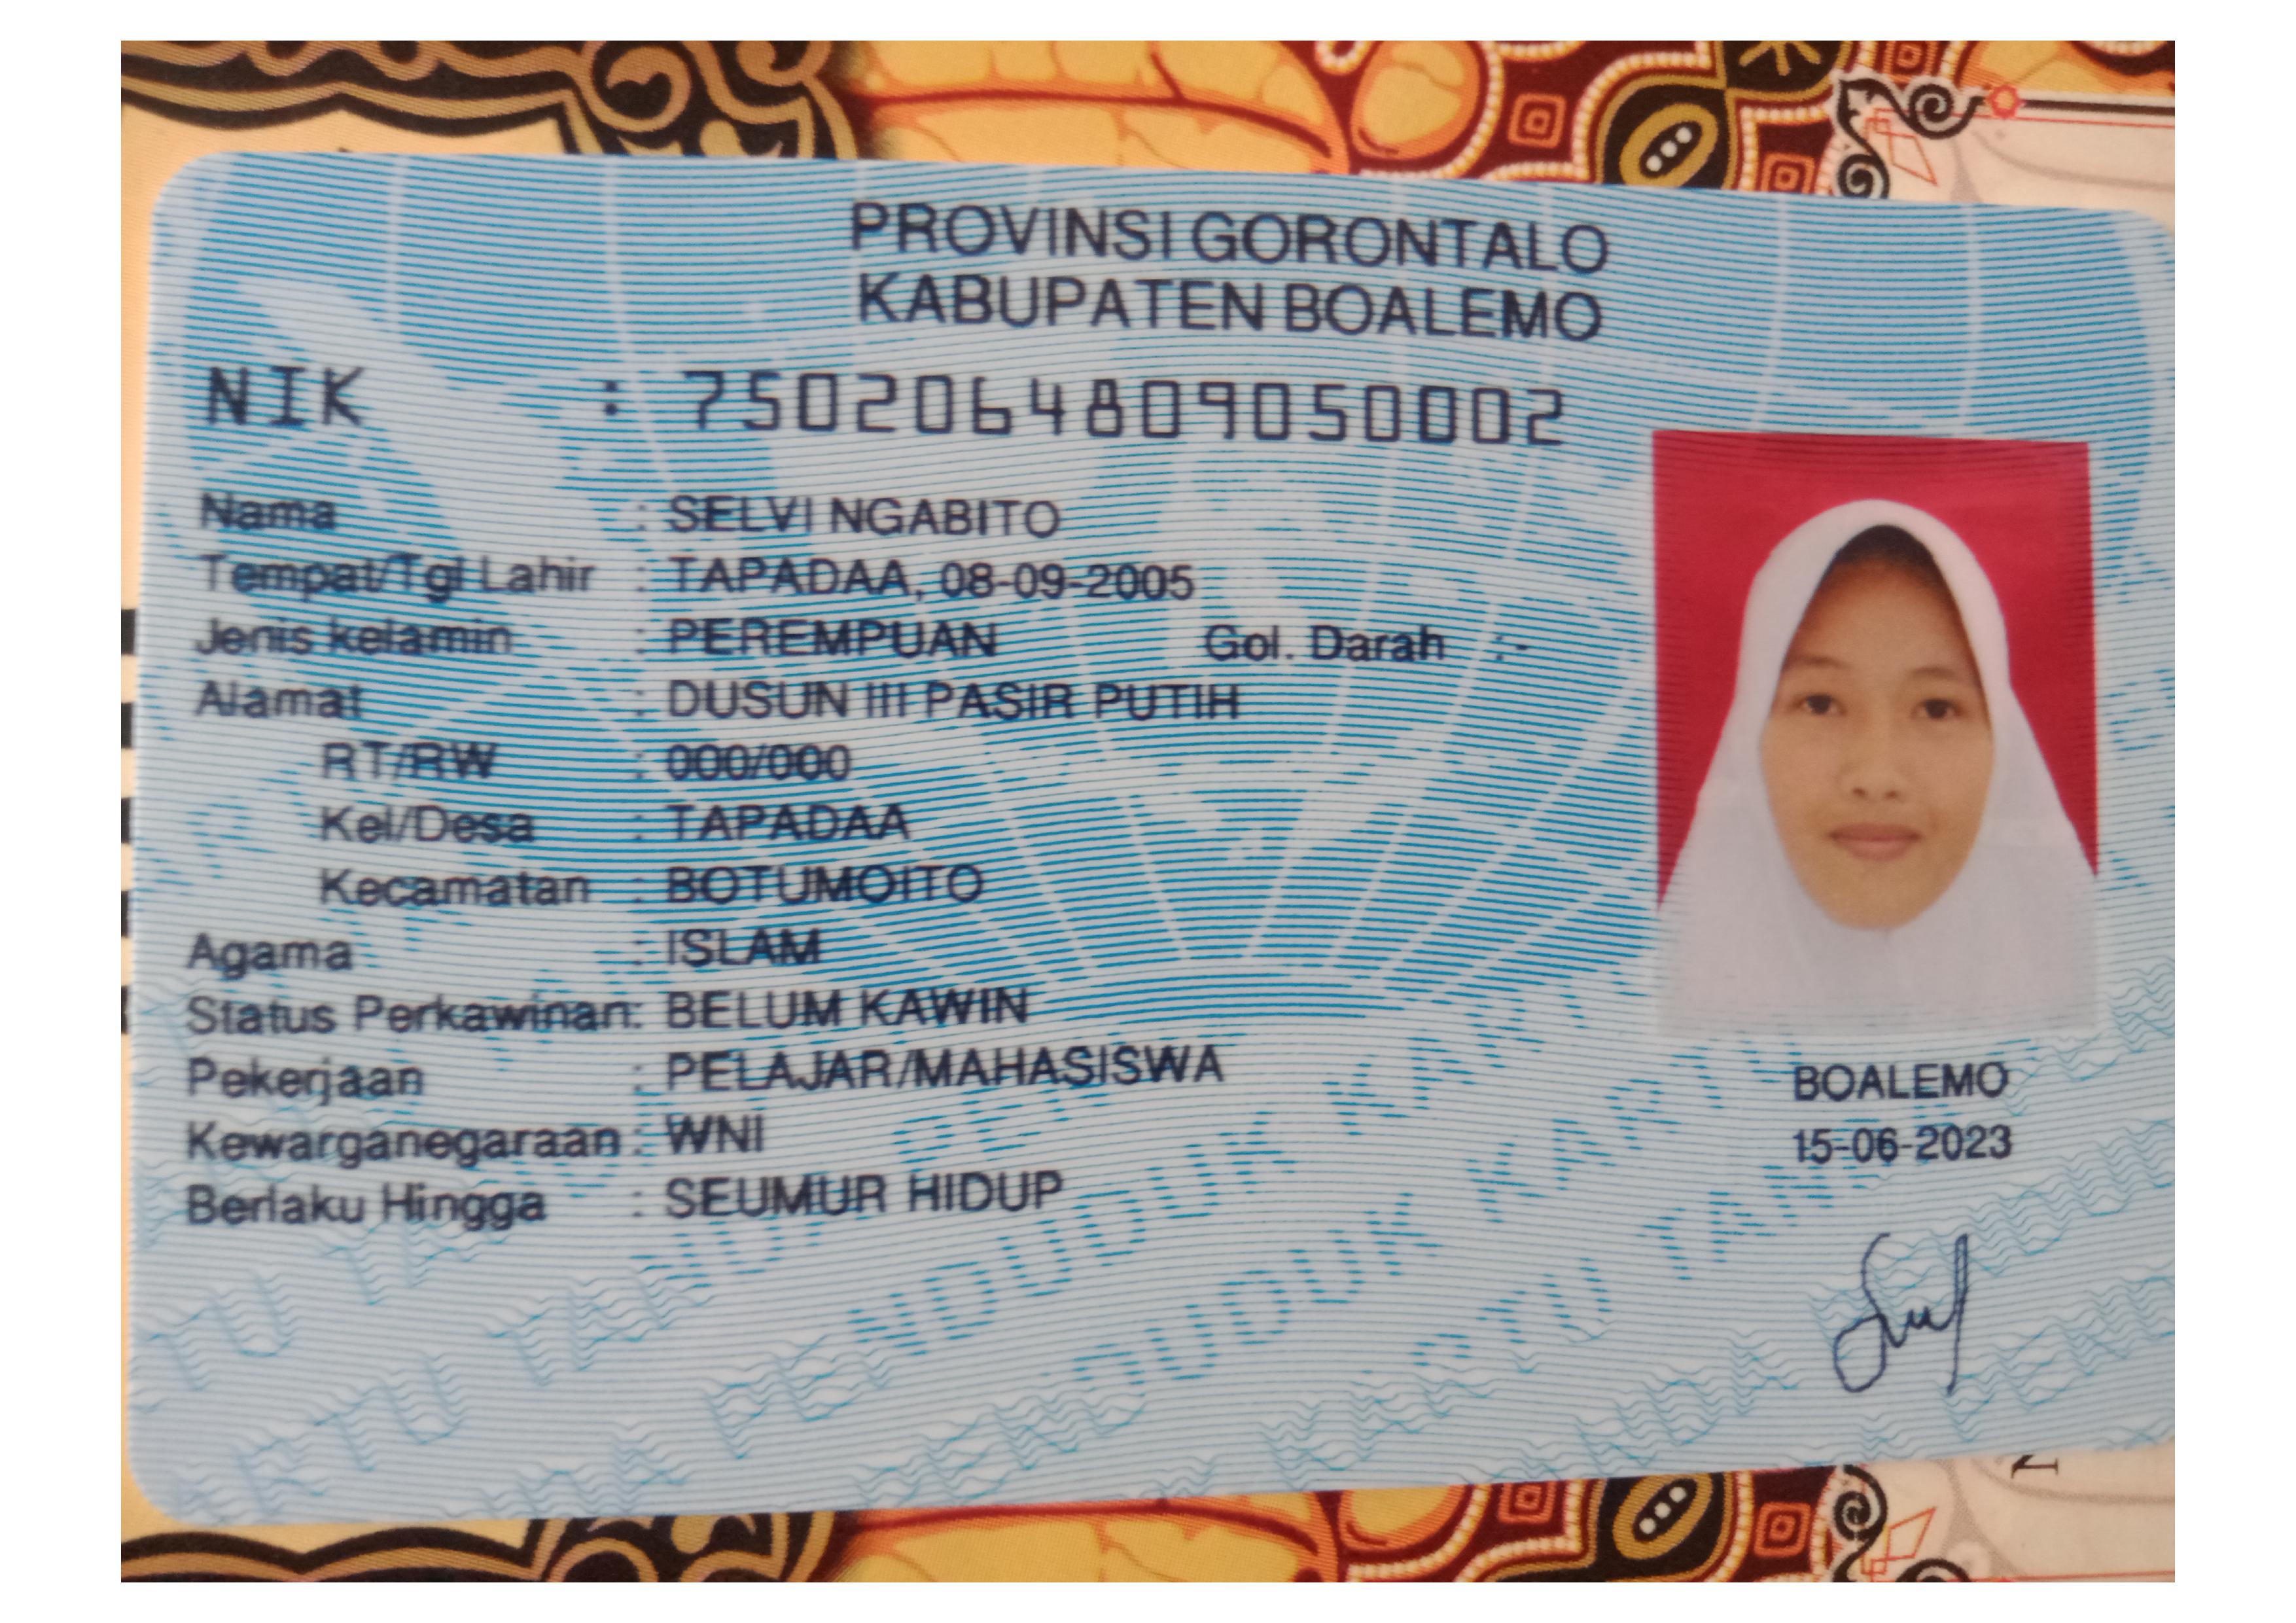 PROVINSI GORONTALO
KABUPATEN BOALEMO
NIK : 7502064809050002
Nama : SELVI NGABITO
Tempat/Tgl Lahir : TAPADAA, 08-09-2005
Jenis kelamin : PEREMPUAN Gol. Darah : -
Alamat : DUSUN III PASIR PUTIH
RT/RW : 000/000
Kel/Desa : TAPADAA
Kecamatan : BOTUMOITO
Agama : ISLAM
Status Perkawinan: BELUM KAWIN
Pekerjaan : PELAJAR/MAHASISWA
Kewarganegaraan : WNI
Berlaku Hingga : SEUMUR HIDUP
BOALEMO
15-06-2023